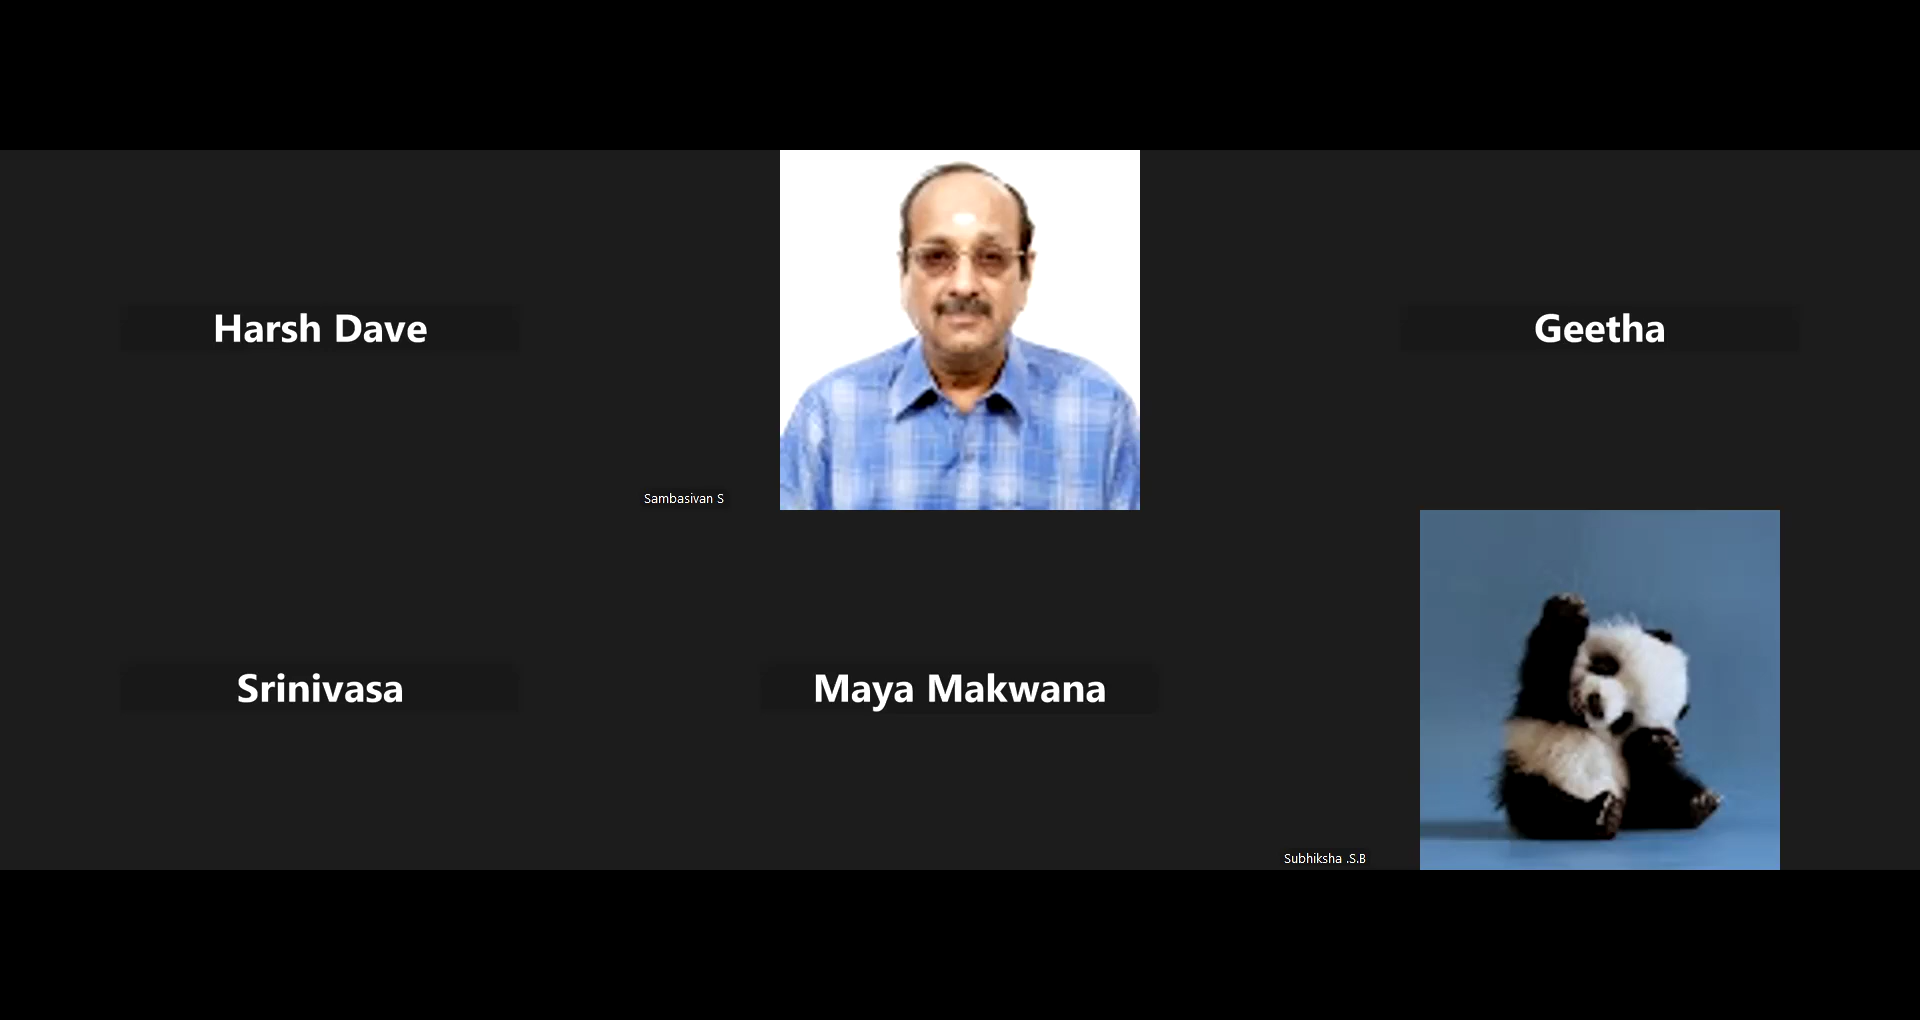 Harsh Dave
Sambasivan S
Geetha
Srinivasa
Maya Makwana
Subhiksha .S.B